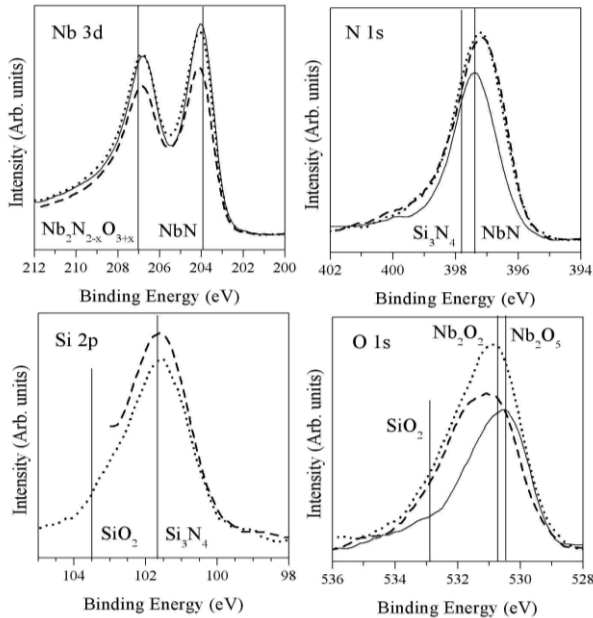 Nb 3d
Intensity (Arb. units)
Nb₂N₂₋ₓO₃₊ₓ NbN
212 210 208 206 204 202 200
Binding Energy (eV)
N 1s
Intensity (Arb. units)
Si₃N₄ NbN
402 400 398 396 394
Binding Energy (eV)
Si 2p
Intensity (Arb. units)
SiO₂ Si₃N₄
104 102 100 98
Binding Energy (eV)
O 1s
Nb₂O₂ Nb₂O₅
SiO₂
Intensity (Arb. units)
536 534 532 530 528
Binding Energy (eV)